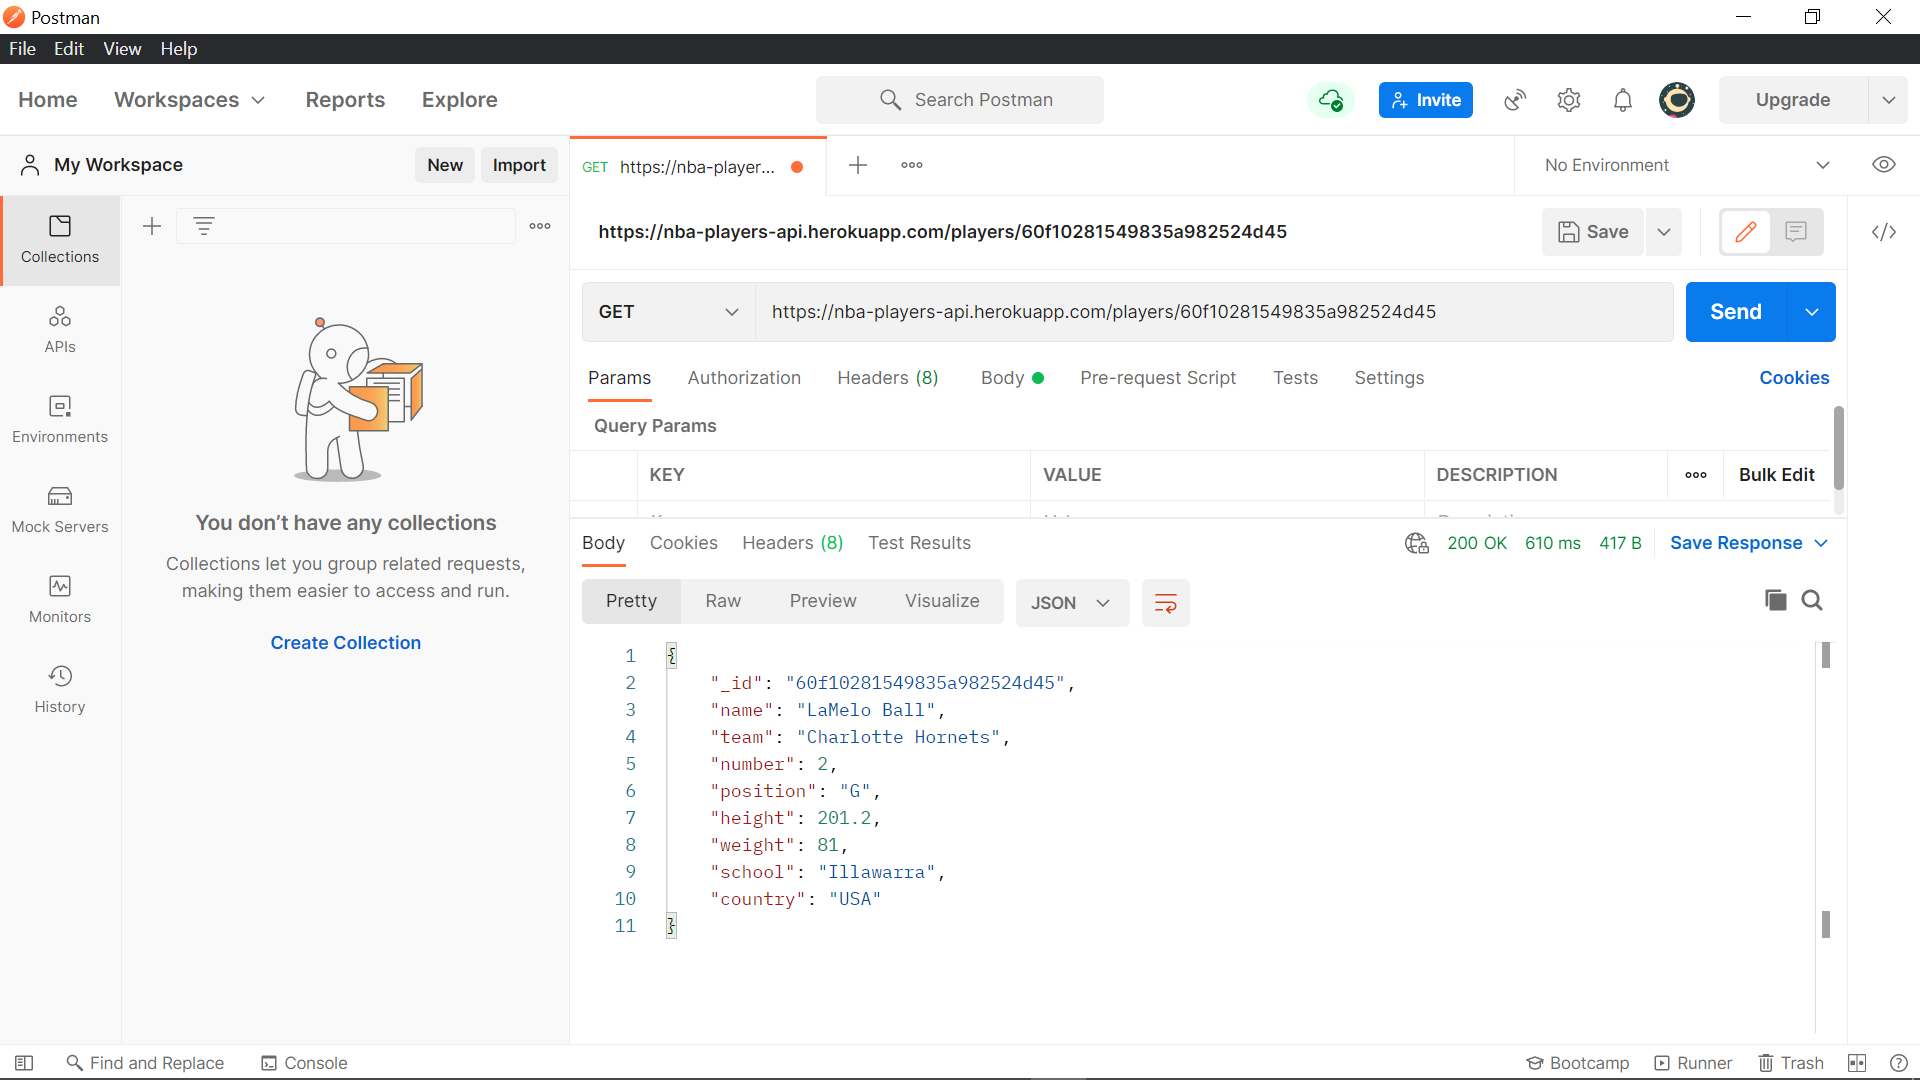 Postman
File Edit View Help
Home Workspaces Reports Explore Search Postman Invite Upgrade
My Workspace New Import GET https://nba-player... No Environment
https://nba-players-api.herokuapp.com/players/60f10281549835a982524d45 Save
Collections
APIs
Environments
Mock Servers
Monitors
History
You don’t have any collections
Collections let you group related requests,
making them easier to access and run.
Create Collection
GET https://nba-players-api.herokuapp.com/players/60f10281549835a982524d45 Send
Params Authorization Headers (8) Body Pre-request Script Tests Settings Cookies
Query Params
KEY VALUE DESCRIPTION Bulk Edit
Body Cookies Headers (8) Test Results 200 OK 610 ms 417 B Save Response
Pretty Raw Preview Visualize JSON
1 {
2 "_id": "60f10281549835a982524d45",
3 "name": "LaMelo Ball",
4 "team": "Charlotte Hornets",
5 "number": 2,
6 "position": "G",
7 "height": 201.2,
8 "weight": 81,
9 "school": "Illawarra",
10 "country": "USA"
11 }
Find and Replace Console Bootcamp Runner Trash